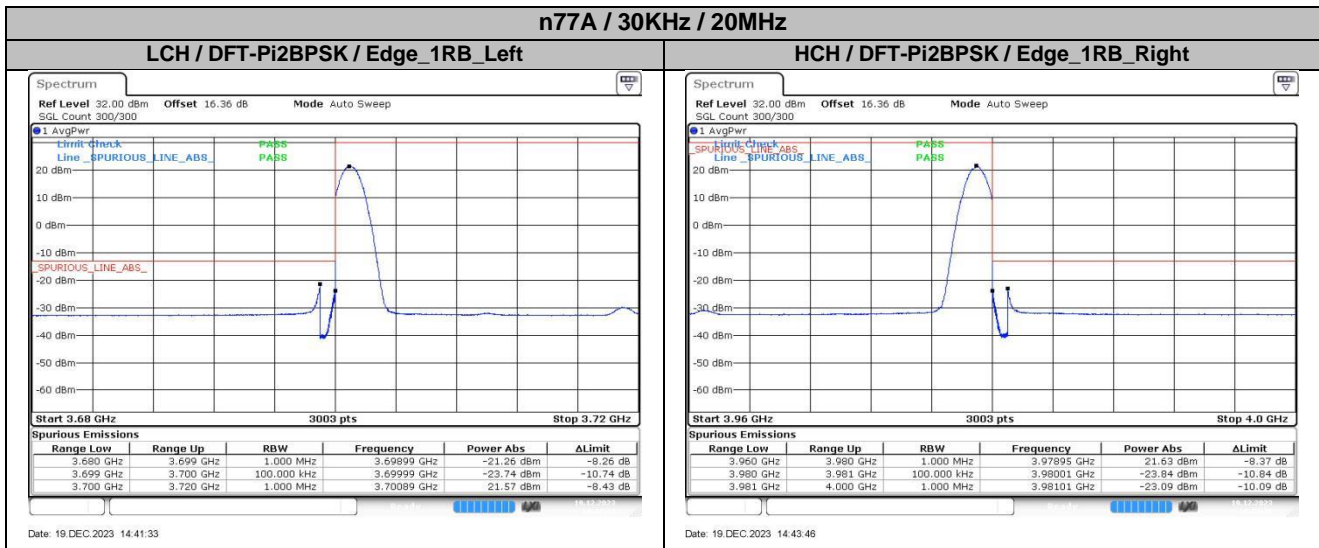 n77A / 30KHz / 20MHz
LCH / DFT-Pi2BPSK / Edge_1RB_Left
HCH / DFT-Pi2BPSK / Edge_1RB_Right
Spectrum
Ref Level 32.00 dBm Offset 16.36 dB Mode Auto Sweep
SGL Count 300/300
1 AvgPwr
Limit Check PASS
Line _SPURIOUS_LINE_ABS_ PASS
20 dBm
10 dBm
0 dBm
-10 dBm
_SPURIOUS_LINE_ABS_
-20 dBm
-30 dBm
-40 dBm
-50 dBm
-60 dBm
Start 3.68 GHz 3003 pts Stop 3.72 GHz
Spurious Emissions
Range Low Range Up RBW Frequency Power Abs ΔLimit
3.680 GHz 3.699 GHz 1.000 MHz 3.69899 GHz -21.26 dBm -8.26 dB
3.699 GHz 3.700 GHz 100.000 kHz 3.69999 GHz -23.74 dBm -10.74 dB
3.700 GHz 3.720 GHz 1.000 MHz 3.70089 GHz 21.57 dBm -8.43 dB
Date: 19.DEC.2023 14:41:33
Spectrum
Ref Level 32.00 dBm Offset 16.36 dB Mode Auto Sweep
SGL Count 300/300
1 AvgPwr
Limit Check PASS
_SPURIOUS_LINE_ABS_
Line _SPURIOUS_LINE_ABS_ PASS
20 dBm
10 dBm
0 dBm
-10 dBm
-20 dBm
-30 dBm
-40 dBm
-50 dBm
-60 dBm
Start 3.96 GHz 3003 pts Stop 4.0 GHz
Spurious Emissions
Range Low Range Up RBW Frequency Power Abs ΔLimit
3.960 GHz 3.980 GHz 1.000 MHz 3.97895 GHz 21.63 dBm -8.37 dB
3.980 GHz 3.981 GHz 100.000 kHz 3.98001 GHz -23.84 dBm -10.84 dB
3.981 GHz 4.000 GHz 1.000 MHz 3.98101 GHz -23.09 dBm -10.09 dB
Date: 19.DEC.2023 14:43:46